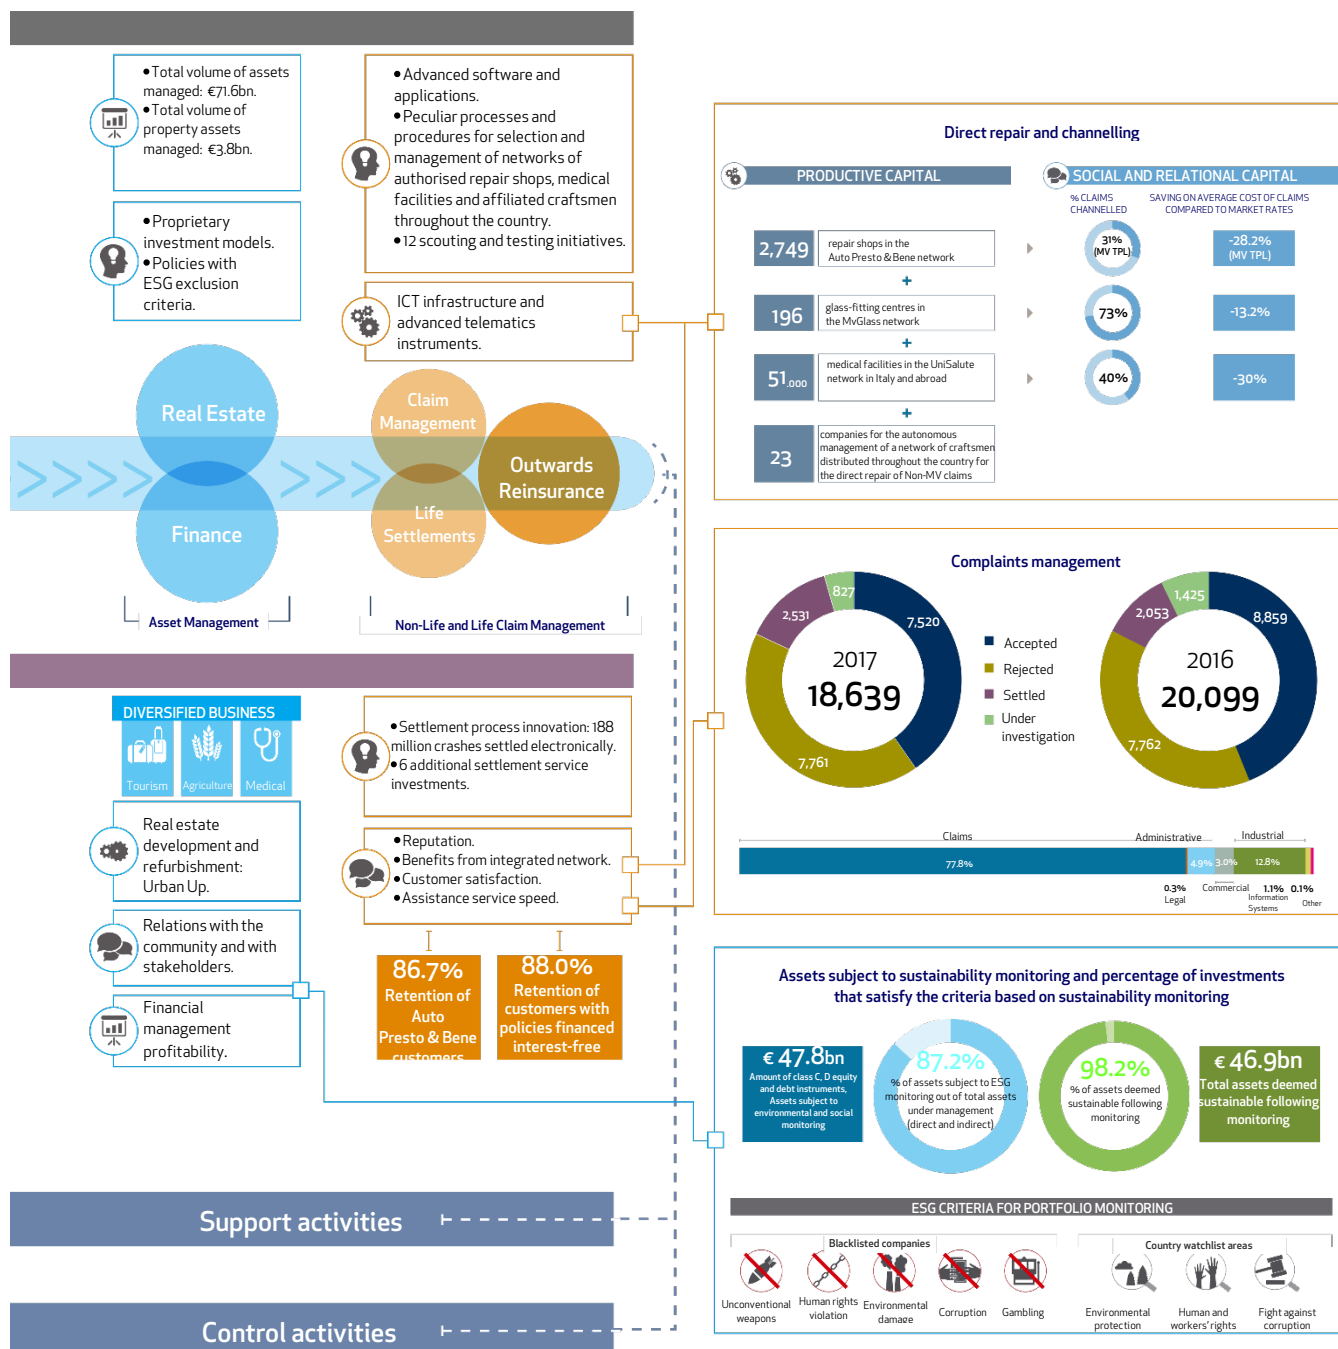 •Total volume of assets
managed: €71.6bn.
•Total volume of
property assets
managed: €3.8bn.
•Proprietary
investment models.
•Policies with
ESG exclusion
criteria.
•Advanced software and
applications.
•Peculiar processes and
procedures for selection and
management of networks of
authorised repair shops, medical
facilities and affiliated craftsmen
throughout the country.
•12 scouting and testing initiatives.
ICT infrastructure and
advanced telematics
instruments.
Real Estate
Finance
Claim
Management
Life
Settlements
Outwards
Reinsurance
Asset Management
Non-Life and Life Claim Management
DIVERSIFIED BUSINESS
Tourism
Agriculture
Medical
Real estate
development and
refurbishment:
Urban Up.
Relations with the
community and with
stakeholders.
Financial
management
profitability.
•Settlement process innovation: 188
million crashes settled electronically.
•6 additional settlement service
investments.
•Reputation.
•Benefits from integrated network.
•Customer satisfaction.
•Assistance service speed.
86.7%
Retention of
Auto
Presto & Bene
customers
88.0%
Retention of
customers with
policies financed
interest-free
Support activities
Control activities
Direct repair and channelling
PRODUCTIVE CAPITAL
SOCIAL AND RELATIONAL CAPITAL
% CLAIMS
CHANNELLED
SAVING ON AVERAGE COST OF CLAIMS
COMPARED TO MARKET RATES
2,749
repair shops in the
Auto Presto & Bene network
31%
(MV TPL)
-28.2%
(MV TPL)
+
196
glass-fitting centres in
the MvGlass network
73%
-13.2%
+
51.000
medical facilities in the UniSalute
network in Italy and abroad
40%
-30%
+
23
companies for the autonomous
management of a network of craftsmen
distributed throughout the country for
the direct repair of Non-MV claims
Complaints management
827
2,531
7,520
2017
18,639
7,761
Accepted
Rejected
Settled
Under
investigation
1,425
2,053
8,859
2016
20,099
7,762
Claims
Administrative
Industrial
77.8%
4.9%
3.0%
12.8%
0.3%
Legal
Commercial
1.1%
Information
Systems
0.1%
Other
Assets subject to sustainability monitoring and percentage of investments
that satisfy the criteria based on sustainability monitoring
€ 47.8bn
Amount of class C, D equity
and debt instruments,
Assets subject to
environmental and social
monitoring
87.2%
% of assets subject to ESG
monitoring out of total assets
under management
(direct and indirect)
98.2%
% of assets deemed
sustainable following
monitoring
€ 46.9bn
Total assets deemed
sustainable following
monitoring
ESG CRITERIA FOR PORTFOLIO MONITORING
Blacklisted companies
Country watchlist areas
Unconventional
weapons
Human rights
violation
Environmental
damage
Corruption
Gambling
Environmental
protection
Human and
workers' rights
Fight against
corruption